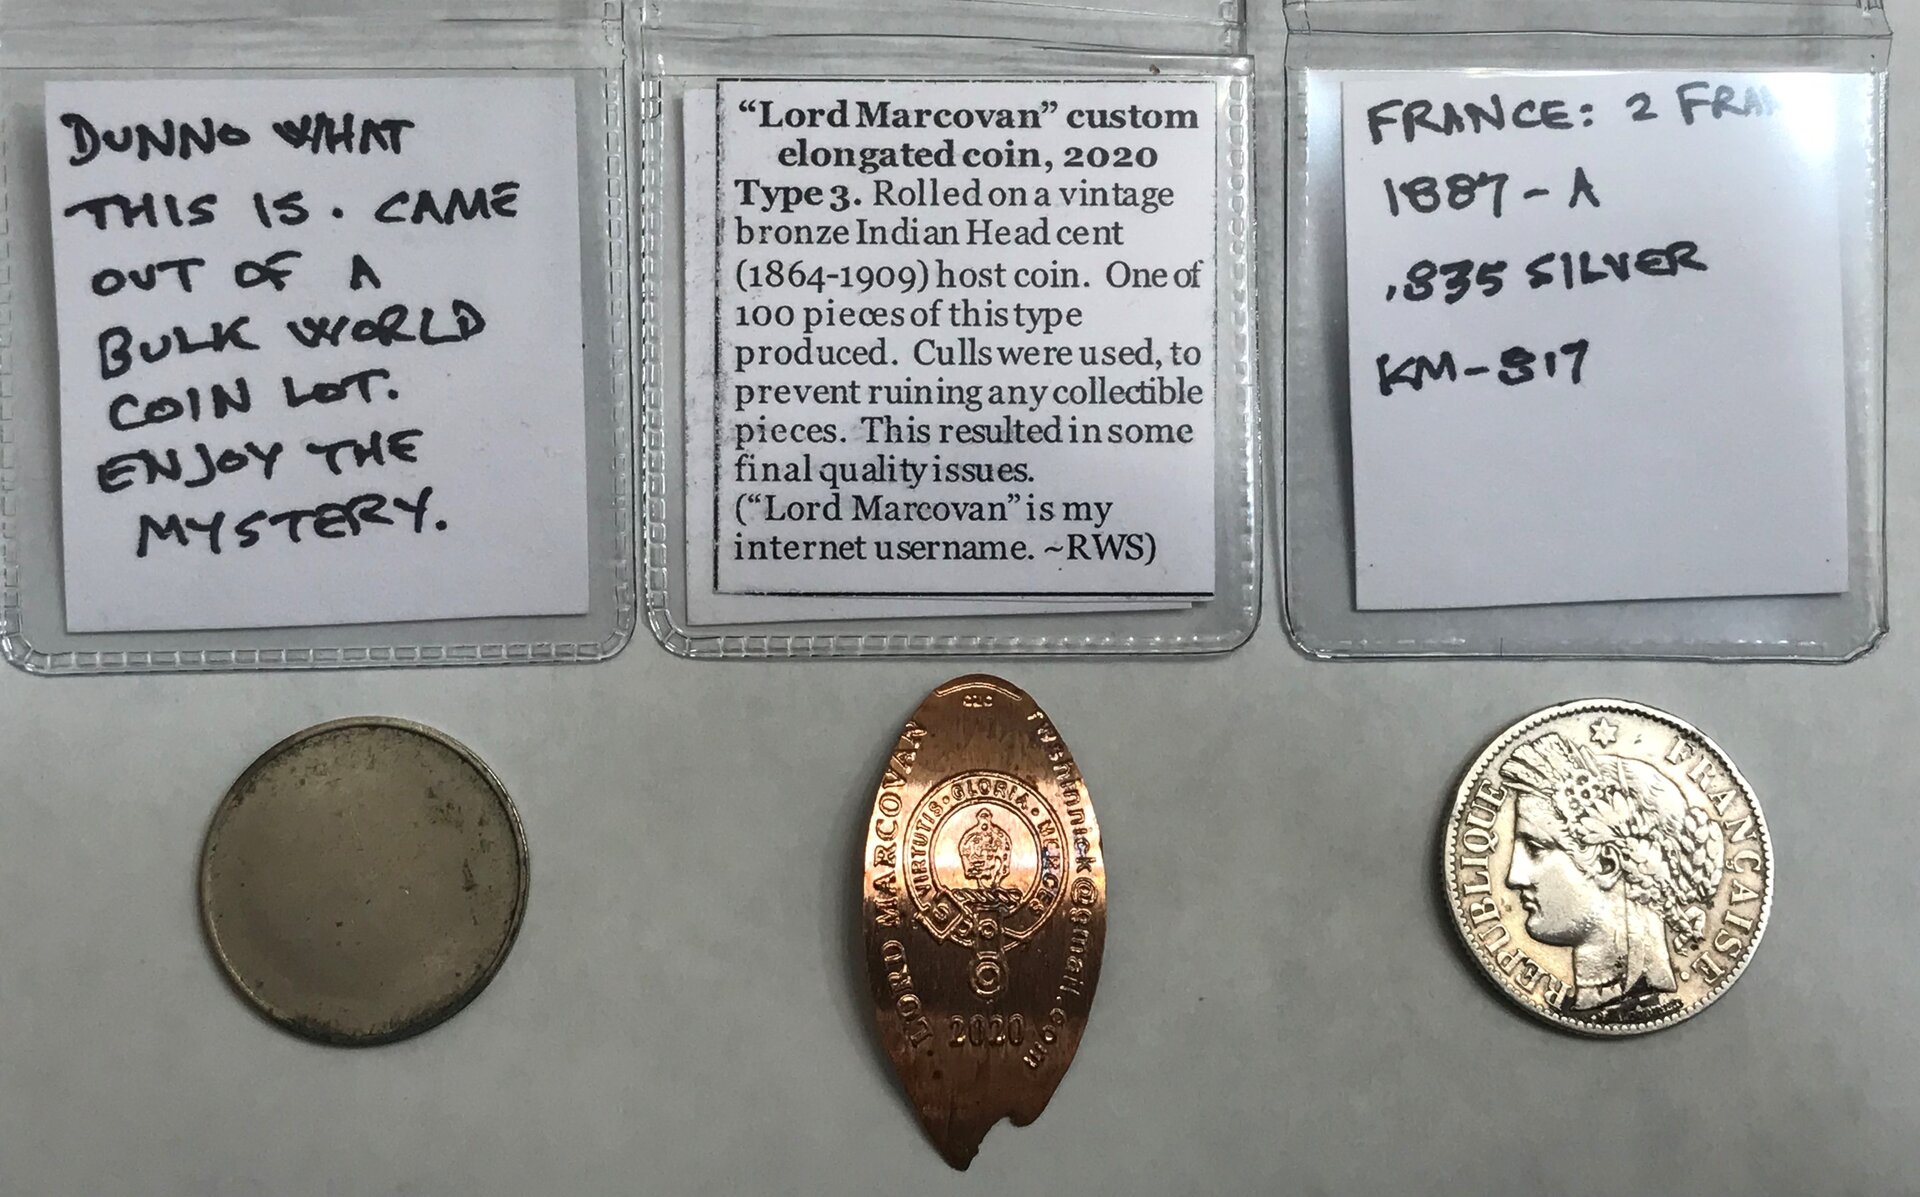 DUNNO WHAT
THIS IS. CAME
OUT OF A
BULK WORLD
COIN LOT.
ENJOY THE
MYSTERY.
“Lord Marcovan” custom
elongated coin, 2020
Type 3. Rolled on a vintage
bronze Indian Head cent
(1864-1909) host coin. One of
100 pieces of this type
produced. Culls were used, to
prevent ruining any collectible
pieces. This resulted in some
final quality issues.
(“Lord Marcovan” is my
internet username. ~RWS)
FRANCE: 2 FRAN
1887-A
.835 SILVER
KM-817
LORD MARCOVAN
VIRTUTIS · GLORIA · MERCES
2020
REPUBLIQUE FRANÇAISE.